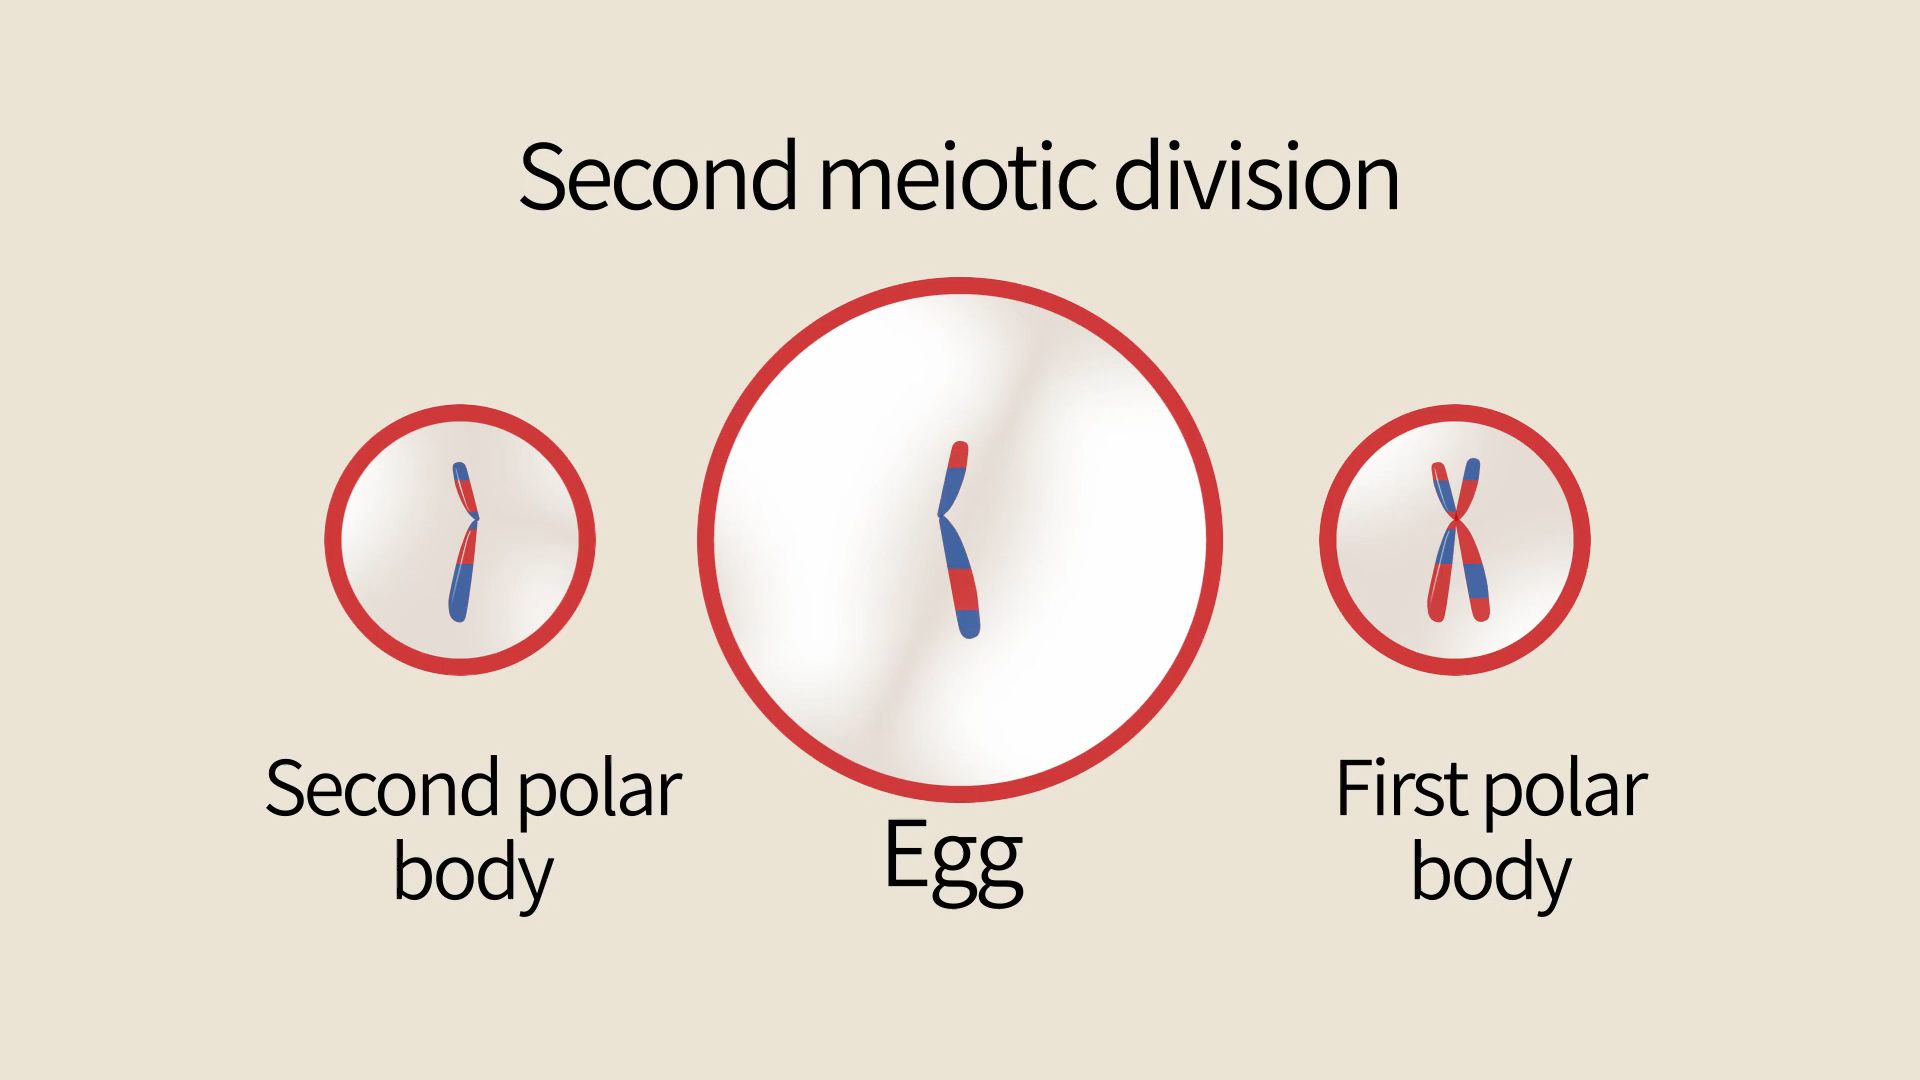 Second meiotic division
Second polar
body
Egg
First polar
body